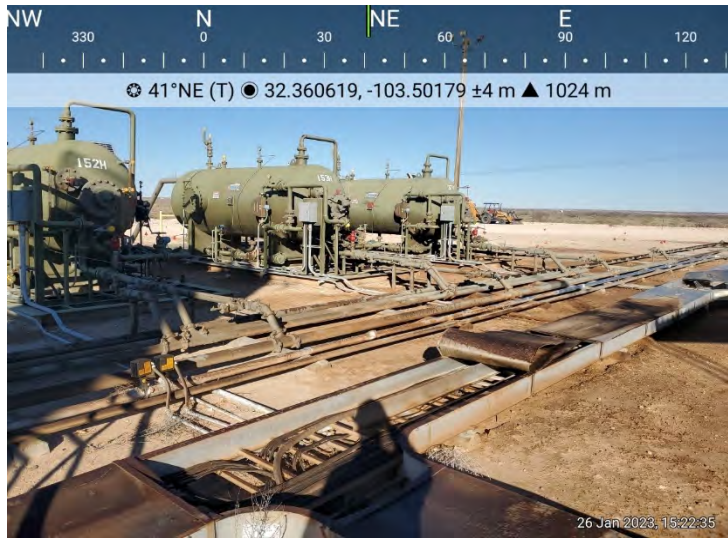 NW N NE E
330 0 30 60 90 120
41°NE (T) 32.360619, -103.50179 ±4 m ▲ 1024 m
152H
153H
26 Jan 2023, 15:22:35